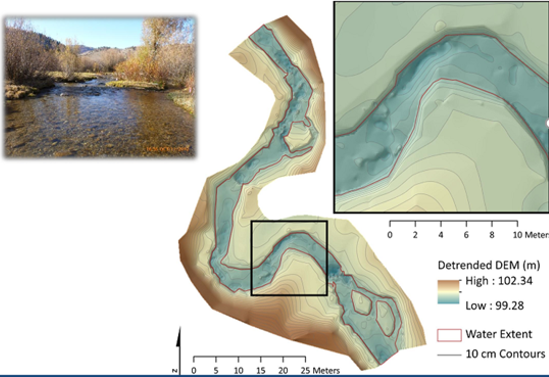 0 2 4 6 8 10 Meters
Detrended DEM (m)
High : 102.34
Low : 99.28
Water Extent
10 cm Contours
0 5 10 15 20 25
Meters
N